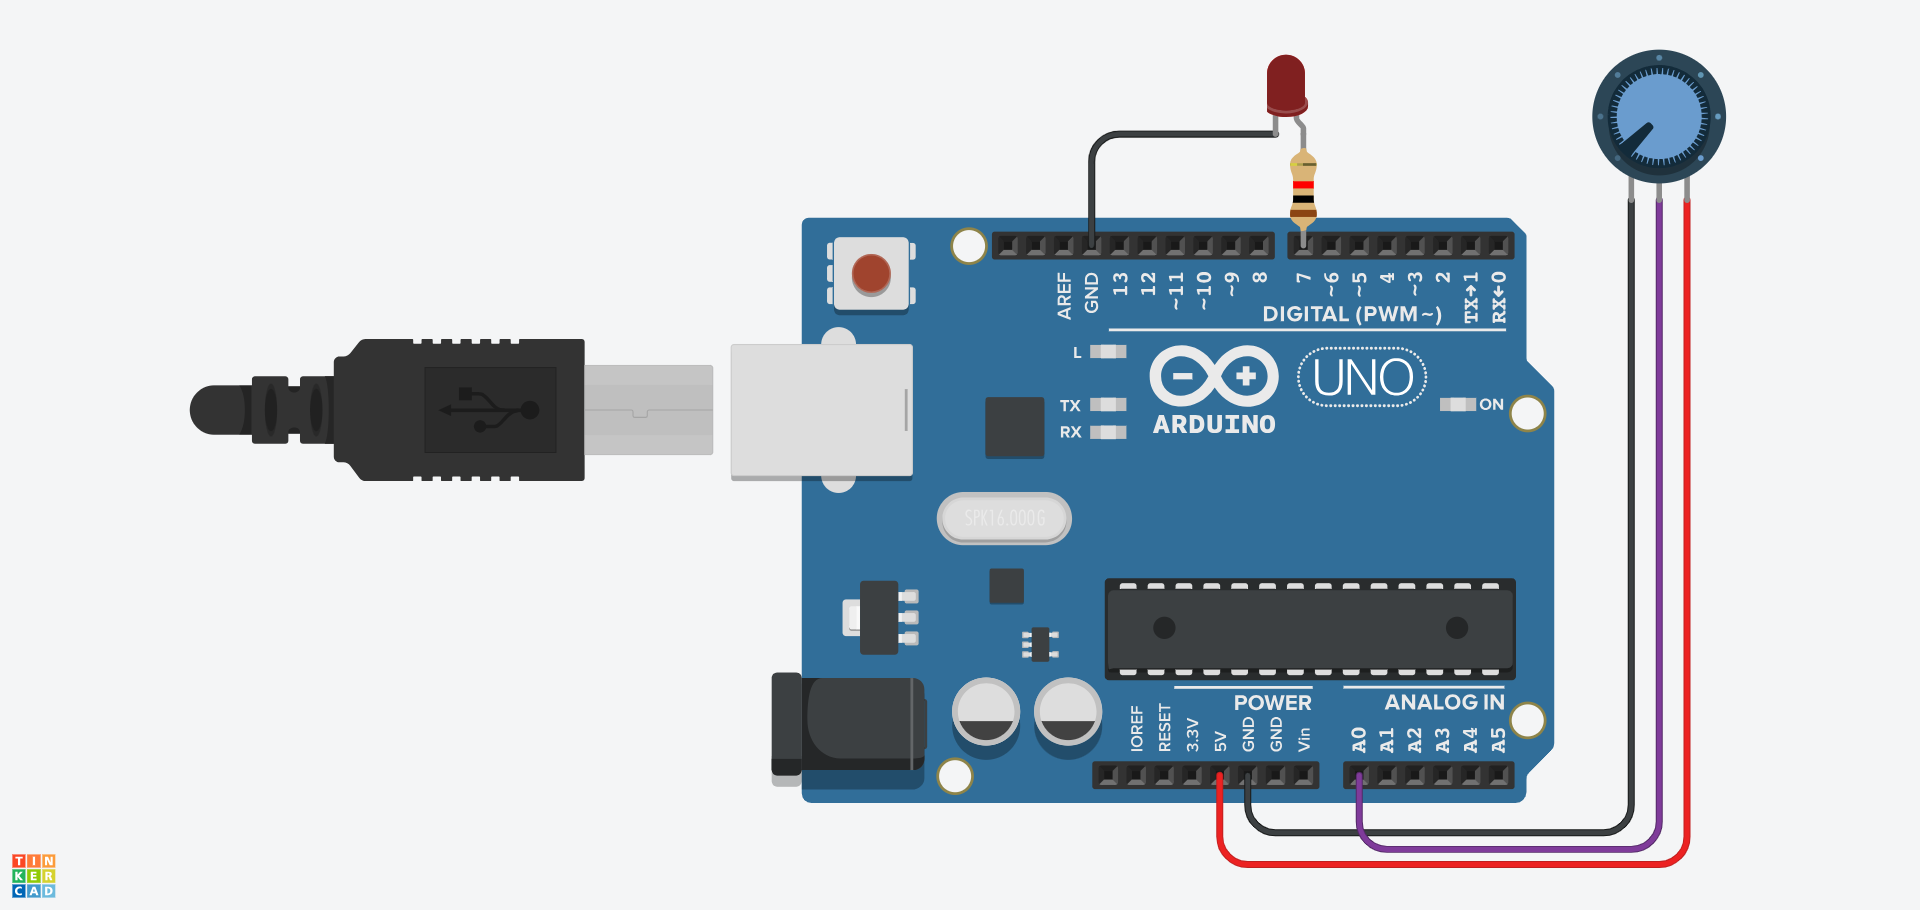 AREF
GND
13
12
~11
~10
~9
8
7
~6
~5
4
~3
2
TX→1
RX←0
DIGITAL (PWM~)
L
TX
RX
ARDUINO
UNO
ON
SPK16.000G
POWER
ANALOG IN
IOREF
RESET
3.3V
5V
GND
GND
Vin
A0
A1
A2
A3
A4
A5
TIN
KER
CAD